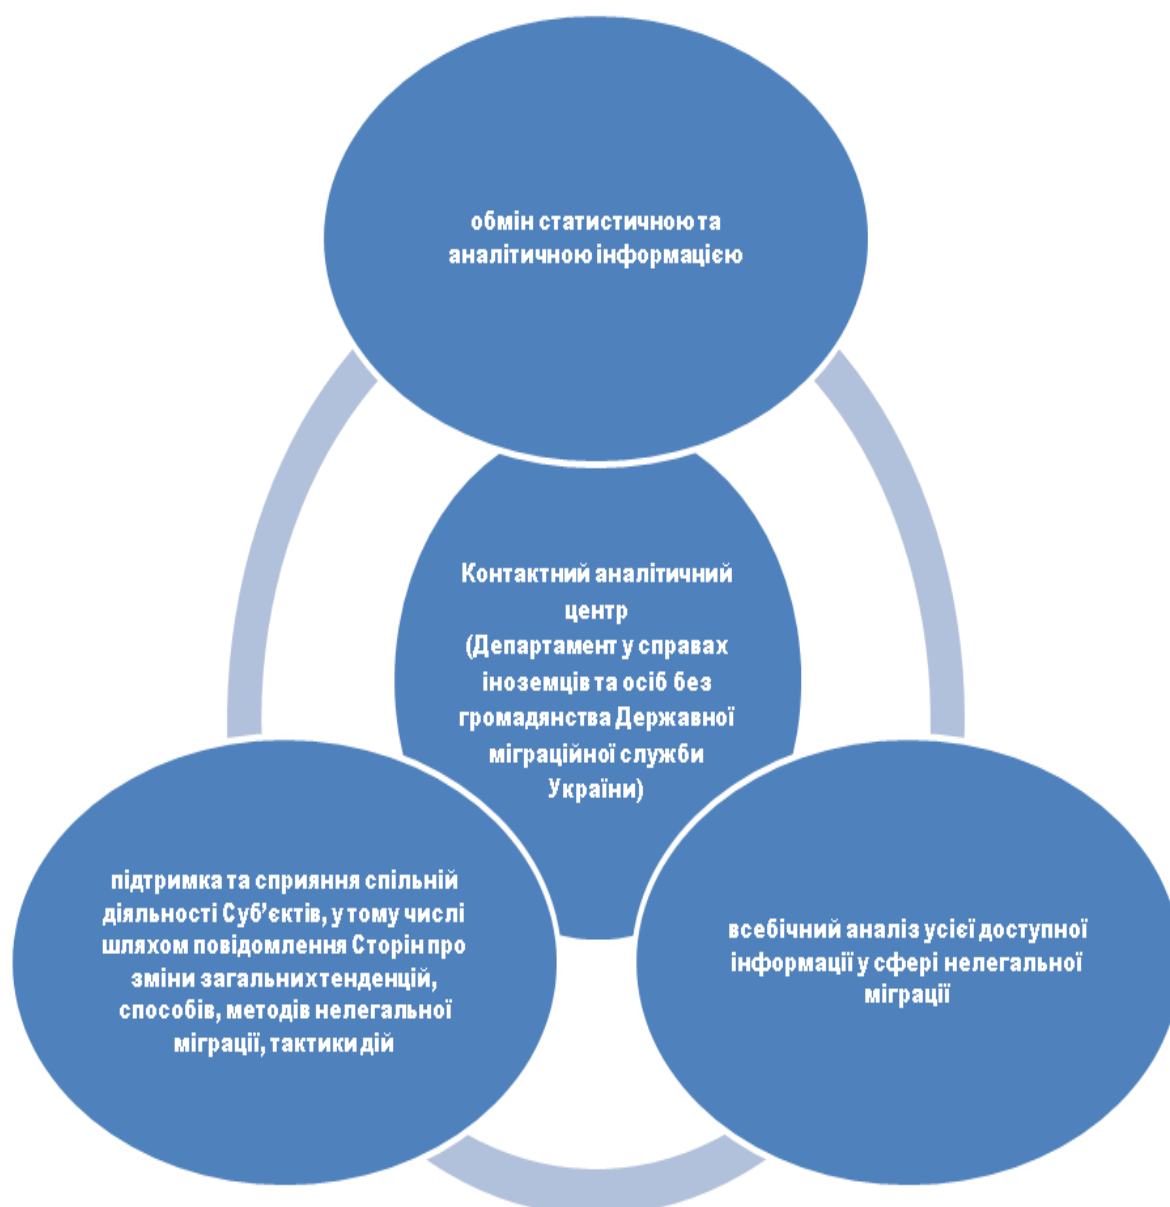 обмін статистичною та
аналітичною інформацією
Контактний аналітичний
центр
(Департамент у справах
іноземців та осіб без
громадянства Державної
міграційної служби
України)
підтримка та сприяння спільній
діяльності Суб’єктів, у тому числі
шляхом повідомлення Сторін про
зміни загальних тенденцій,
способів, методів нелегальної
міграції, тактики дій
всебічний аналіз усієї доступної
інформації у сфері нелегальної
міграції